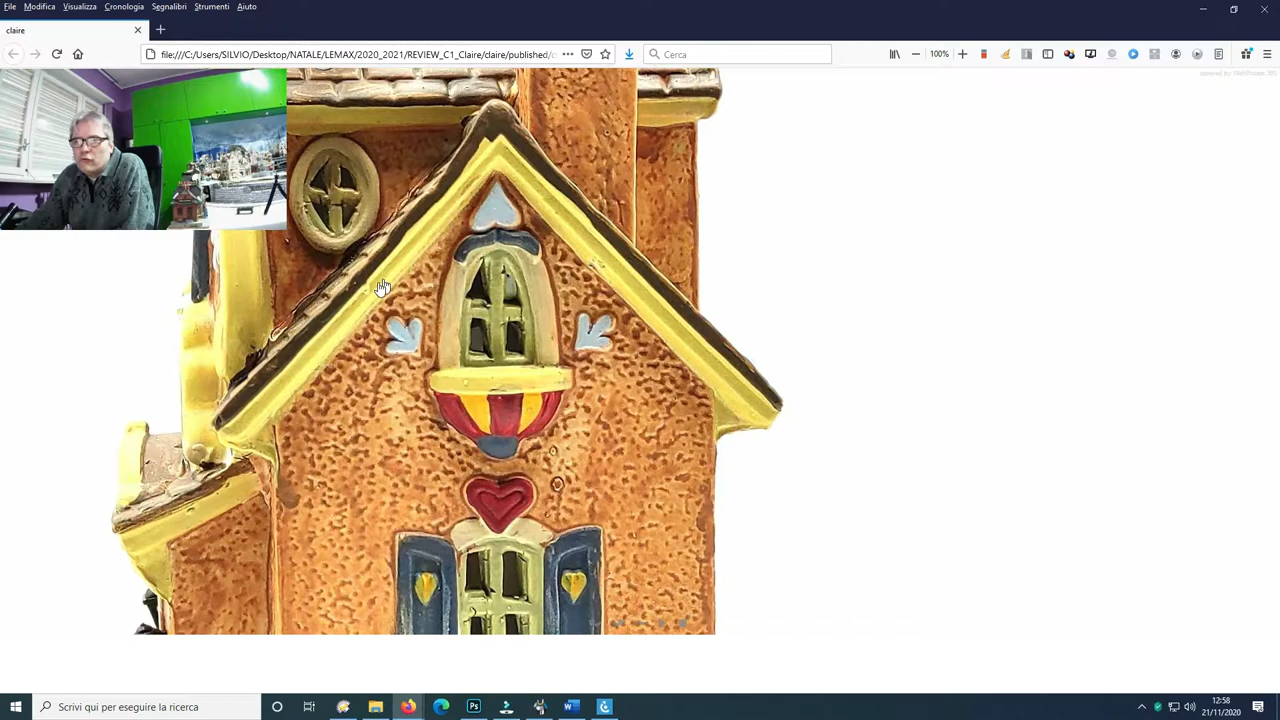 File Modifica Visualizza Cronologia Segnalibri Strumenti Aiuto
claire
file:///C:/Users/SILVIO/Desktop/NATALE/LEMAX/2020_2021/REVIEW_C1_Claire/claire/published/c
Cerca
100%
Scrivi qui per eseguire la ricerca
Ps
12:58
21/11/2020